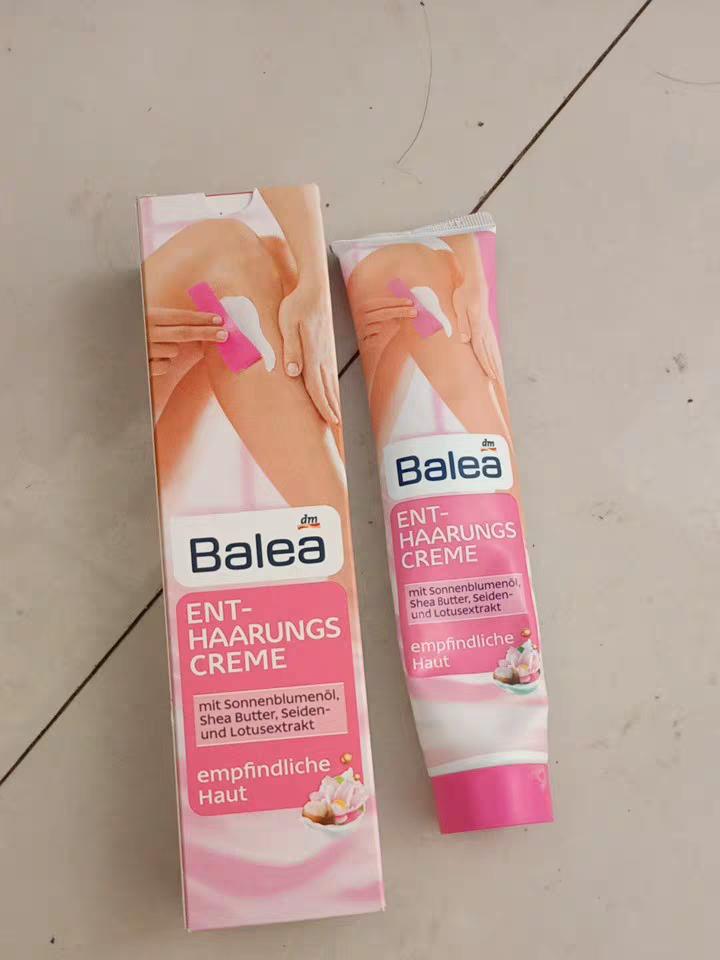 dm
Balea
ENT-
HAARUNGS
CREME
mit Sonnenblumenöl,
Shea Butter, Seiden-
und Lotusextrakt
empfindliche
Haut
dm
Balea
ENT-
HAARUNGS
CREME
mit Sonnenblumenöl,
Shea Butter, Seiden-
und Lotusextrakt
empfindliche
Haut